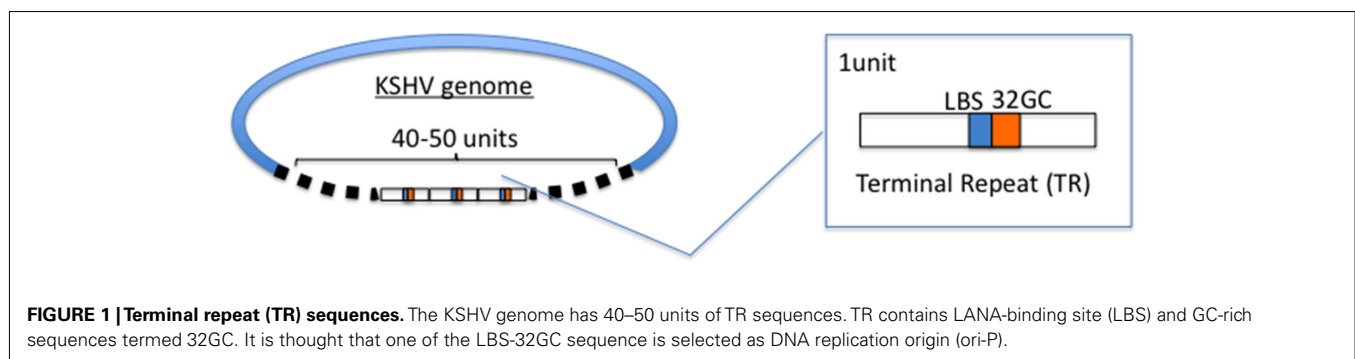 KSHV genome
40-50 units
1unit
LBS 32GC
Terminal Repeat (TR)
FIGURE 1 | Terminal repeat (TR) sequences. The KSHV genome has 40–50 units of TR sequences. TR contains LANA-binding site (LBS) and GC-rich
sequences termed 32GC. It is thought that one of the LBS-32GC sequence is selected as DNA replication origin (ori-P).